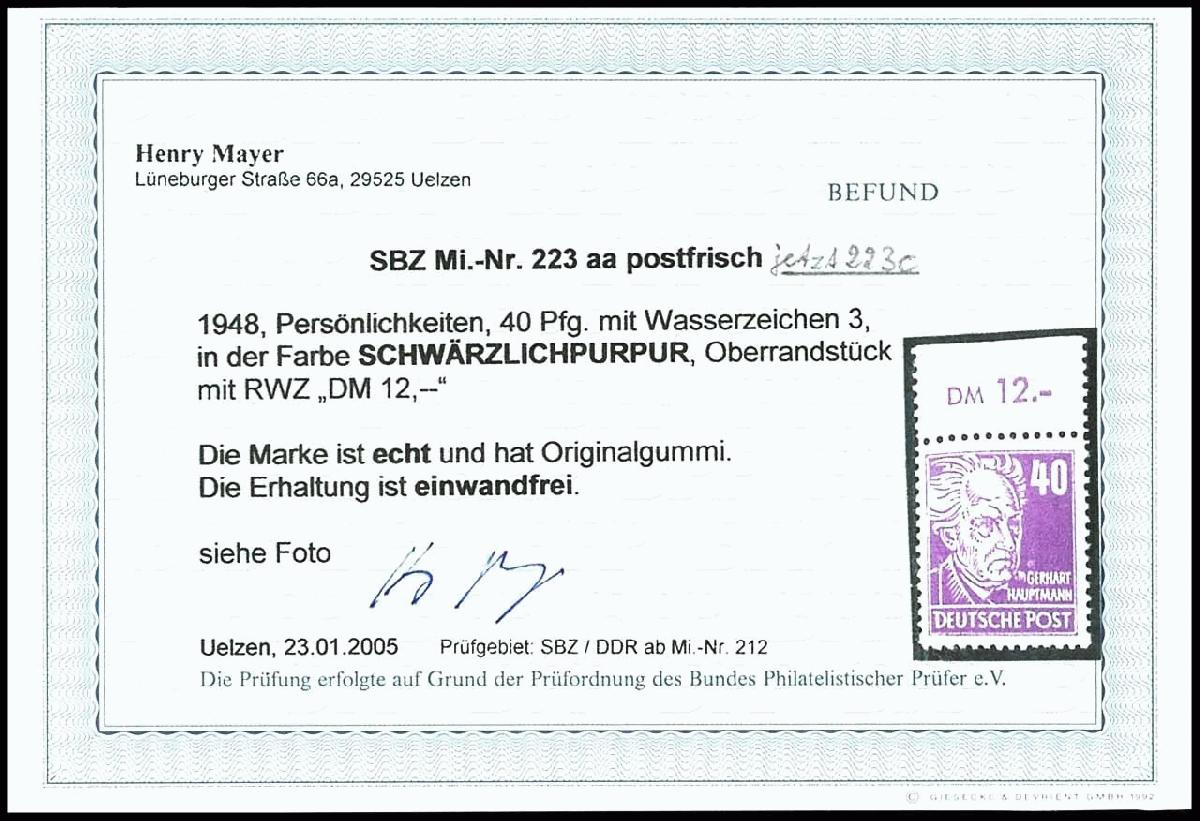 Henry Mayer
Lüneburger Straße 66a, 29525 Uelzen
BEFUND
SBZ Mi.-Nr. 223 aa postfrisch jetzt 223c
1948, Persönlichkeiten, 40 Pfg. mit Wasserzeichen 3,
in der Farbe SCHWÄRZLICHPURPUR, Oberrandstück
mit RWZ „DM 12,--“
DM 12.-
40
GERHART
HAUPTMANN
DEUTSCHE POST
Die Marke ist echt und hat Originalgummi.
Die Erhaltung ist einwandfrei.
siehe Foto
Uelzen, 23.01.2005 Prüfgebiet: SBZ / DDR ab Mi.-Nr. 212
Die Prüfung erfolgte auf Grund der Prüfordnung des Bundes Philatelistischer Prüfer e.V.
© GIESECKE & DEVRIENT GMBH 1992